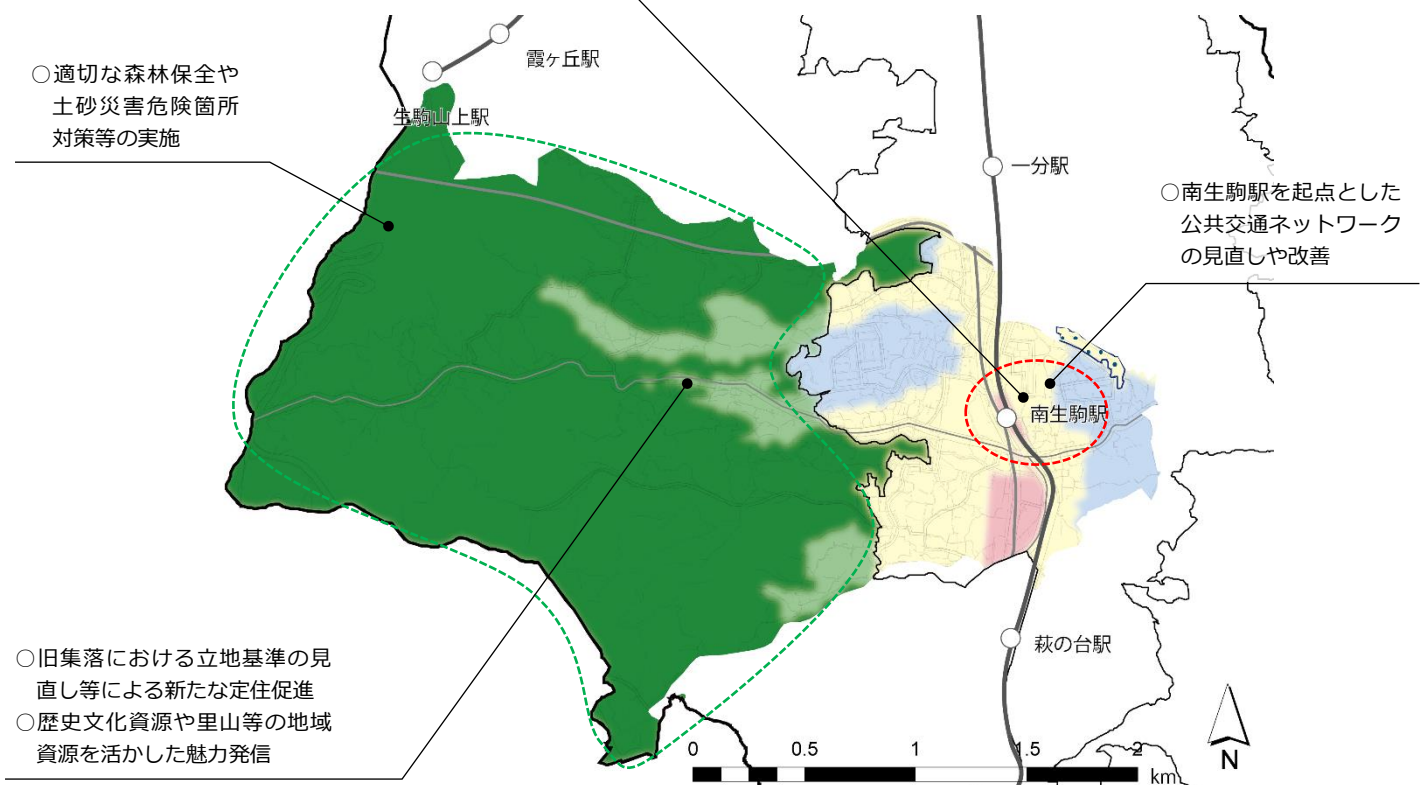 霞ヶ丘駅
○適切な森林保全や
土砂災害危険箇所
対策等の実施
生駒山上駅
一分駅
○南生駒駅を起点とした
公共交通ネットワーク
の見直しや改善
南生駒駅
萩の台駅
○旧集落における立地基準の見
直し等による新たな定住促進
○歴史文化資源や里山等の地域
資源を活かした魅力発信
0 0.5 1 1.5 2
km
N